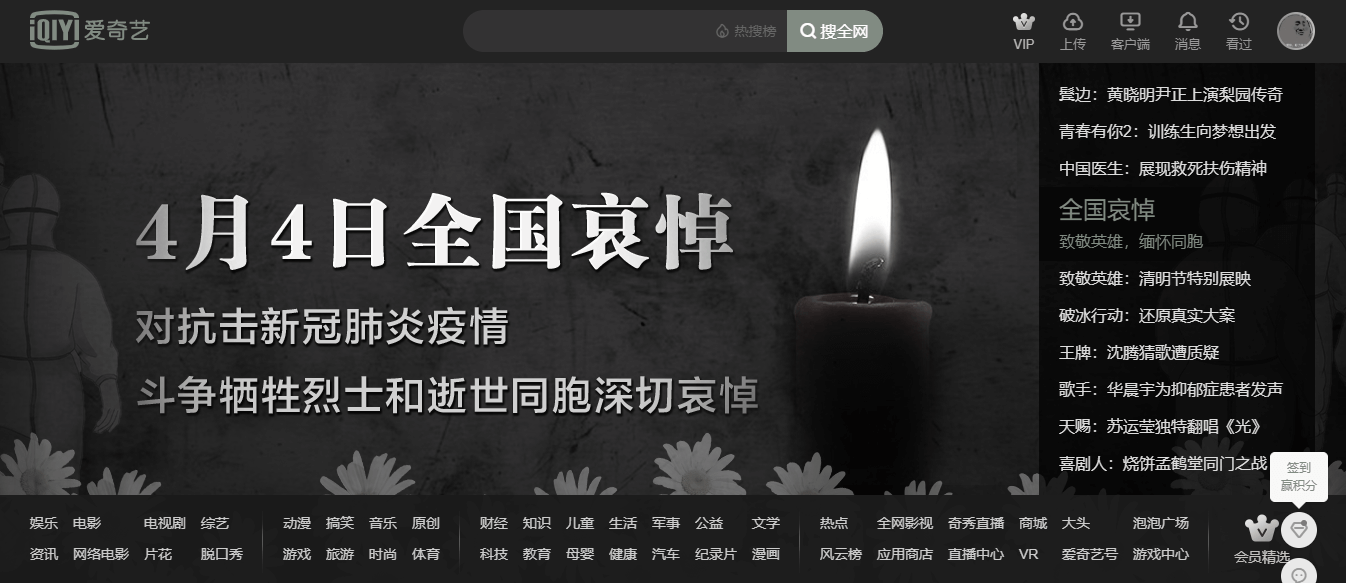 iQIYI 爱奇艺
热搜榜
搜全网
VIP
上传
客户端
消息
看过
4月4日全国哀悼
对抗击新冠肺炎疫情
斗争牺牲烈士和逝世同胞深切哀悼
鬓边：黄晓明尹正上演梨园传奇
青春有你2：训练生向梦想出发
中国医生：展现救死扶伤精神
全国哀悼
致敬英雄，缅怀同胞
致敬英雄：清明节特别展映
破冰行动：还原真实大案
王牌：沈腾猜歌遭质疑
歌手：华晨宇为抑郁症患者发声
天赐：苏运莹独特翻唱《光》
喜剧人：烧饼孟鹤堂同门之战
签到
赢积分
娱乐 电影 电视剧 综艺 动漫 搞笑 音乐 原创 财经 知识 儿童 生活 军事 公益 文学 热点 全网影视 奇秀直播 商城 大头 泡泡广场
资讯 网络电影 片花 脱口秀 游戏 旅游 时尚 体育 科技 教育 母婴 健康 汽车 纪录片 漫画 风云榜 应用商店 直播中心 VR 爱奇艺号 游戏中心
会员精选